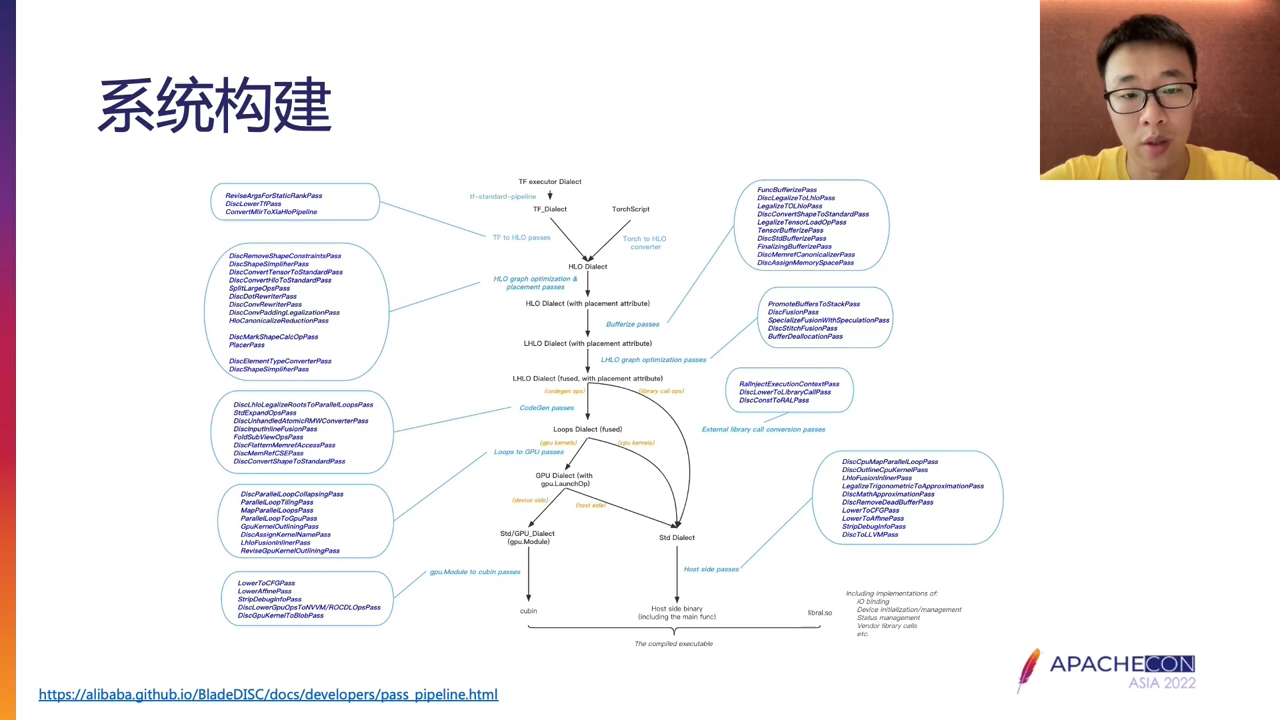 系统构建
TF executor Dialect
tf-standard-pipeline
TF_Dialect
TorchScript
TF to HLO passes
Torch to HLO
converter
HLO Dialect
HLO graph optimization &
placement passes
HLO Dialect (with placement attribute)
Bufferize passes
LHLO Dialect (with placement attribute)
LHLO graph optimization passes
LHLO Dialect (fused, with placement attribute)
(codegen ops)
(library call ops)
CodeGen passes
External library call conversion passes
Loops Dialect (fused)
(gpu kernels)
(cpu kernels)
Loops to GPU passes
GPU Dialect (with
gpu.LaunchOp)
(device side)
(host side)
Std/GPU_Dialect
(gpu.Module)
Std Dialect
gpu.Module to cubin passes
Host side passes
cubin
Host side binary
(including the main func)
libral.so
The compiled executable
Including implementations of:
IO binding
Device Initialization/management
Status management
Vendor library calls
etc.
ReviseArgsForStaticRankPass
DiscLowerTfPass
ConvertMlirToXlaHloPipeline
DiscRemoveShapeConstraintsPass
DiscShapeSimplifierPass
DiscConvertTensorToStandardPass
DiscConvertHloToStandardPass
SplitLargeOpsPass
DiscDotRewriterPass
DiscConvRewriterPass
DiscConvPaddingLegalizationPass
HloCanonicalizeReductionPass
DiscMarkShapeCalcOpPass
PlacerPass
DiscElementTypeConverterPass
DiscShapeSimplifierPass
DiscLhloLegalizeRootsToParallelLoopsPass
StdExpandOpsPass
DiscUnhandledAtomicRMWConverterPass
DiscInputInlineFusionPass
FoldSubViewOpsPass
DiscFlatternMemrefAccessPass
DiscMemRefCSEPass
DiscConvertShapeToStandardPass
DiscParallelLoopCollapsingPass
ParallelLoopTilingPass
MapParallelLoopsPass
ParallelLoopToGpuPass
GpuKernelOutliningPass
DiscAssignKernelNamePass
LhloFusionInlinerPass
ReviseGpuKernelOutliningPass
LowerToCFGPass
LowerAffinePass
StripDebugInfoPass
DiscLowerGpuOpsToNVVM/ROCDLOpsPass
DiscGpuKernelToBlobPass
FuncBufferizePass
DiscLegalizeToLhloPass
LegalizeTOLhloPass
DiscConvertShapeToStandardPass
LegalizeTensorLoadOpPass
TensorBufferizePass
DiscStdBufferizePass
FinalizingBufferizePass
DiscMemrefCanonicalizerPass
DiscAssignMemorySpacePass
PromoteBuffersToStackPass
DiscFusionPass
SpecializeFusionWithSpeculationPass
DiscStitchFusionPass
BufferDeallocationPass
RalInjectExecutionContextPass
DiscLowerToLibraryCallPass
DiscConstToRALPass
DiscCpuMapParallelLoopPass
DiscOutlineCpuKernelPass
LhloFusionInlinerPass
LegalizeTrigonometricToApproximationPass
DiscMathApproximationPass
DiscRemoveDeadBufferPass
LowerToCFGPass
LowerToAffinePass
StripDebugInfoPass
DiscToLLVMPass
https://alibaba.github.io/BladeDISC/docs/developers/pass_pipeline.html
APACHECON
ASIA 2022